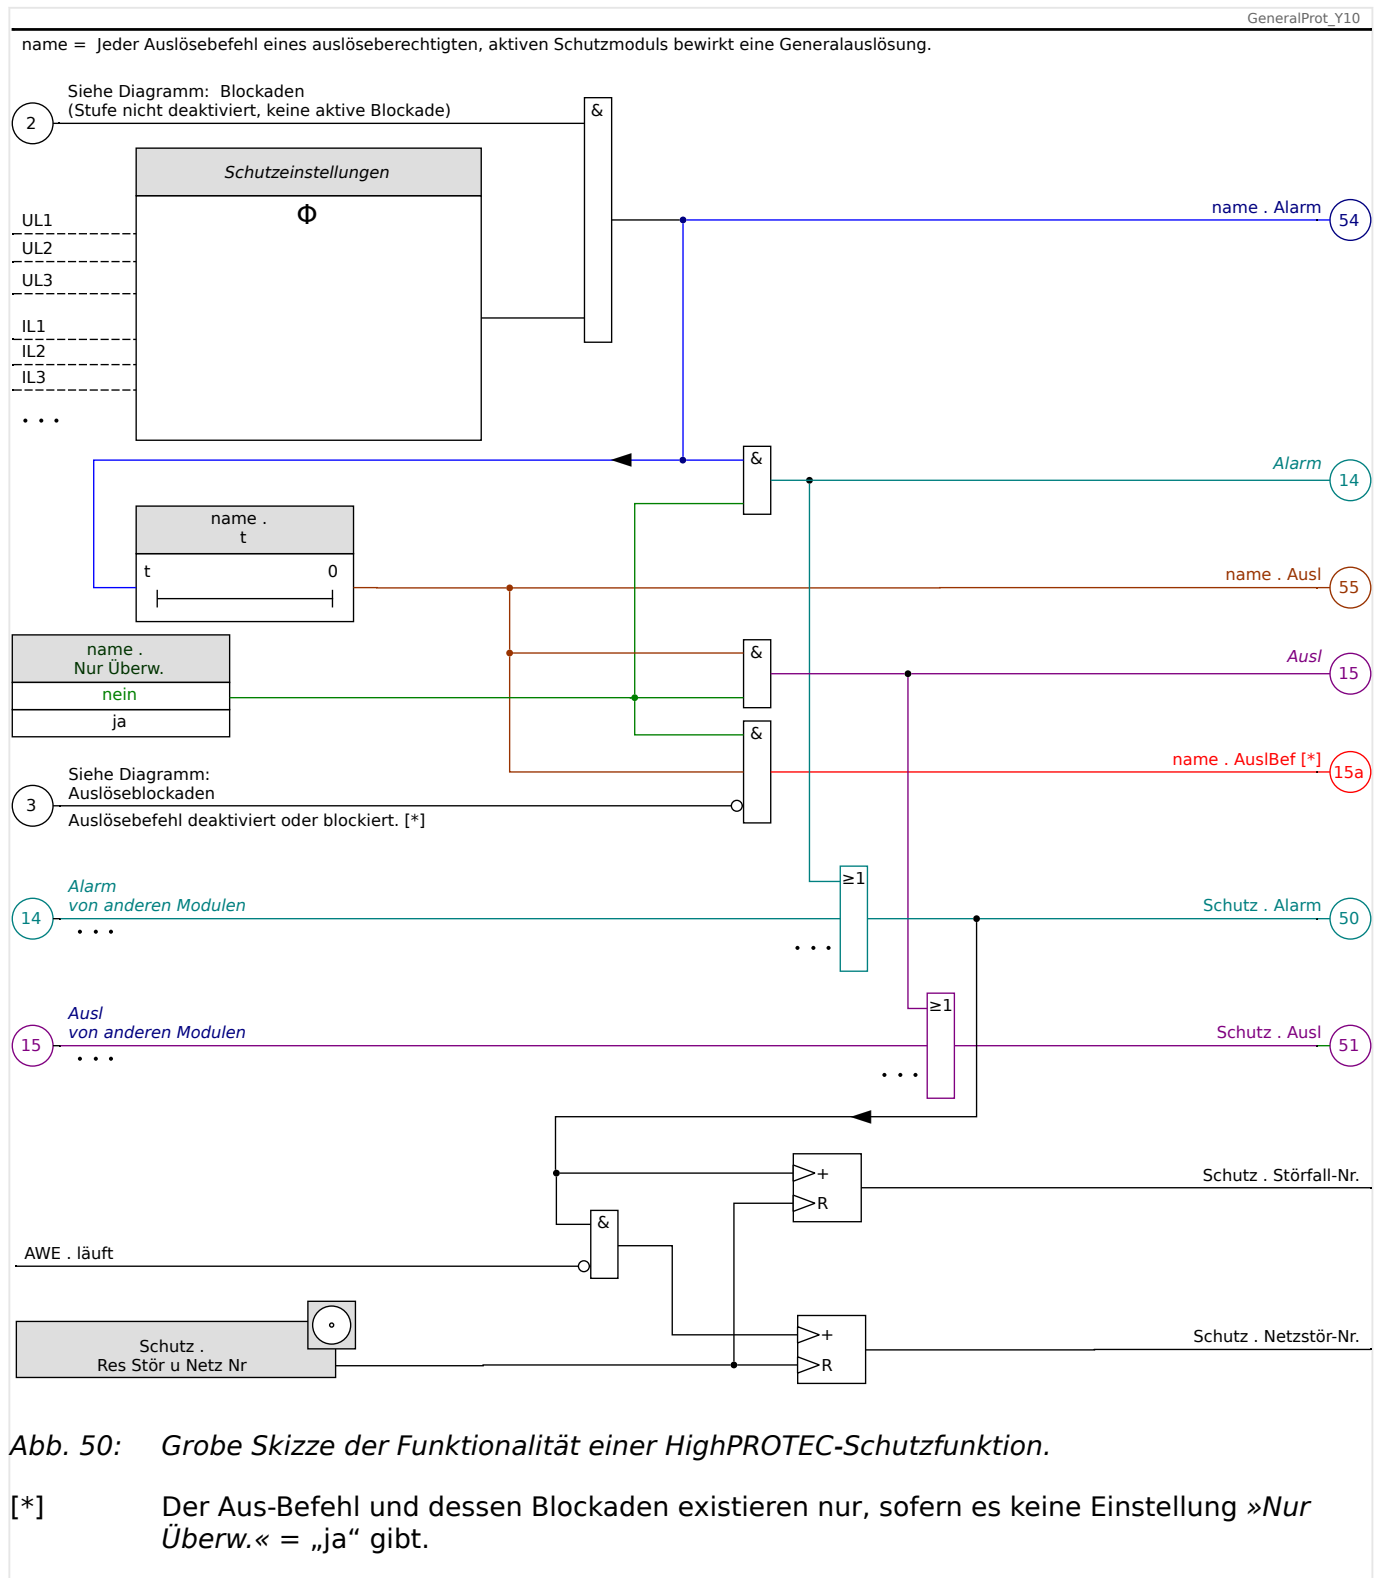 GeneralProt_Y10
name = Jeder Auslösebefehl eines auslöseberechtigten, aktiven Schutzmoduls bewirkt eine Generalauslösung.
Siehe Diagramm: Blockaden
(Stufe nicht deaktiviert, keine aktive Blockade)
2
&
Schutzeinstellungen
Φ
UL1
UL2
UL3
IL1
IL2
IL3
. . .
name . Alarm
54
&
Alarm
14
name .
t
t 0
name . Ausl
55
name .
Nur Überw.
nein
ja
&
Ausl
15
&
name . AuslBef [*]
15a
Siehe Diagramm:
Auslöseblockaden
3
Auslösebefehl deaktiviert oder blockiert. [*]
≥1
Alarm
von anderen Modulen
14
. . .
. . .
Schutz . Alarm
50
≥1
Ausl
von anderen Modulen
15
. . .
. . .
Schutz . Ausl
51
+
R
Schutz . Störfall-Nr.
&
AWE . läuft
Schutz .
Res Stör u Netz Nr
+
R
Schutz . Netzstör-Nr.
Abb. 50: Grobe Skizze der Funktionalität einer HighPROTEC-Schutzfunktion.
[*] Der Aus-Befehl und dessen Blockaden existieren nur, sofern es keine Einstellung »Nur
Überw.« = „ja“ gibt.